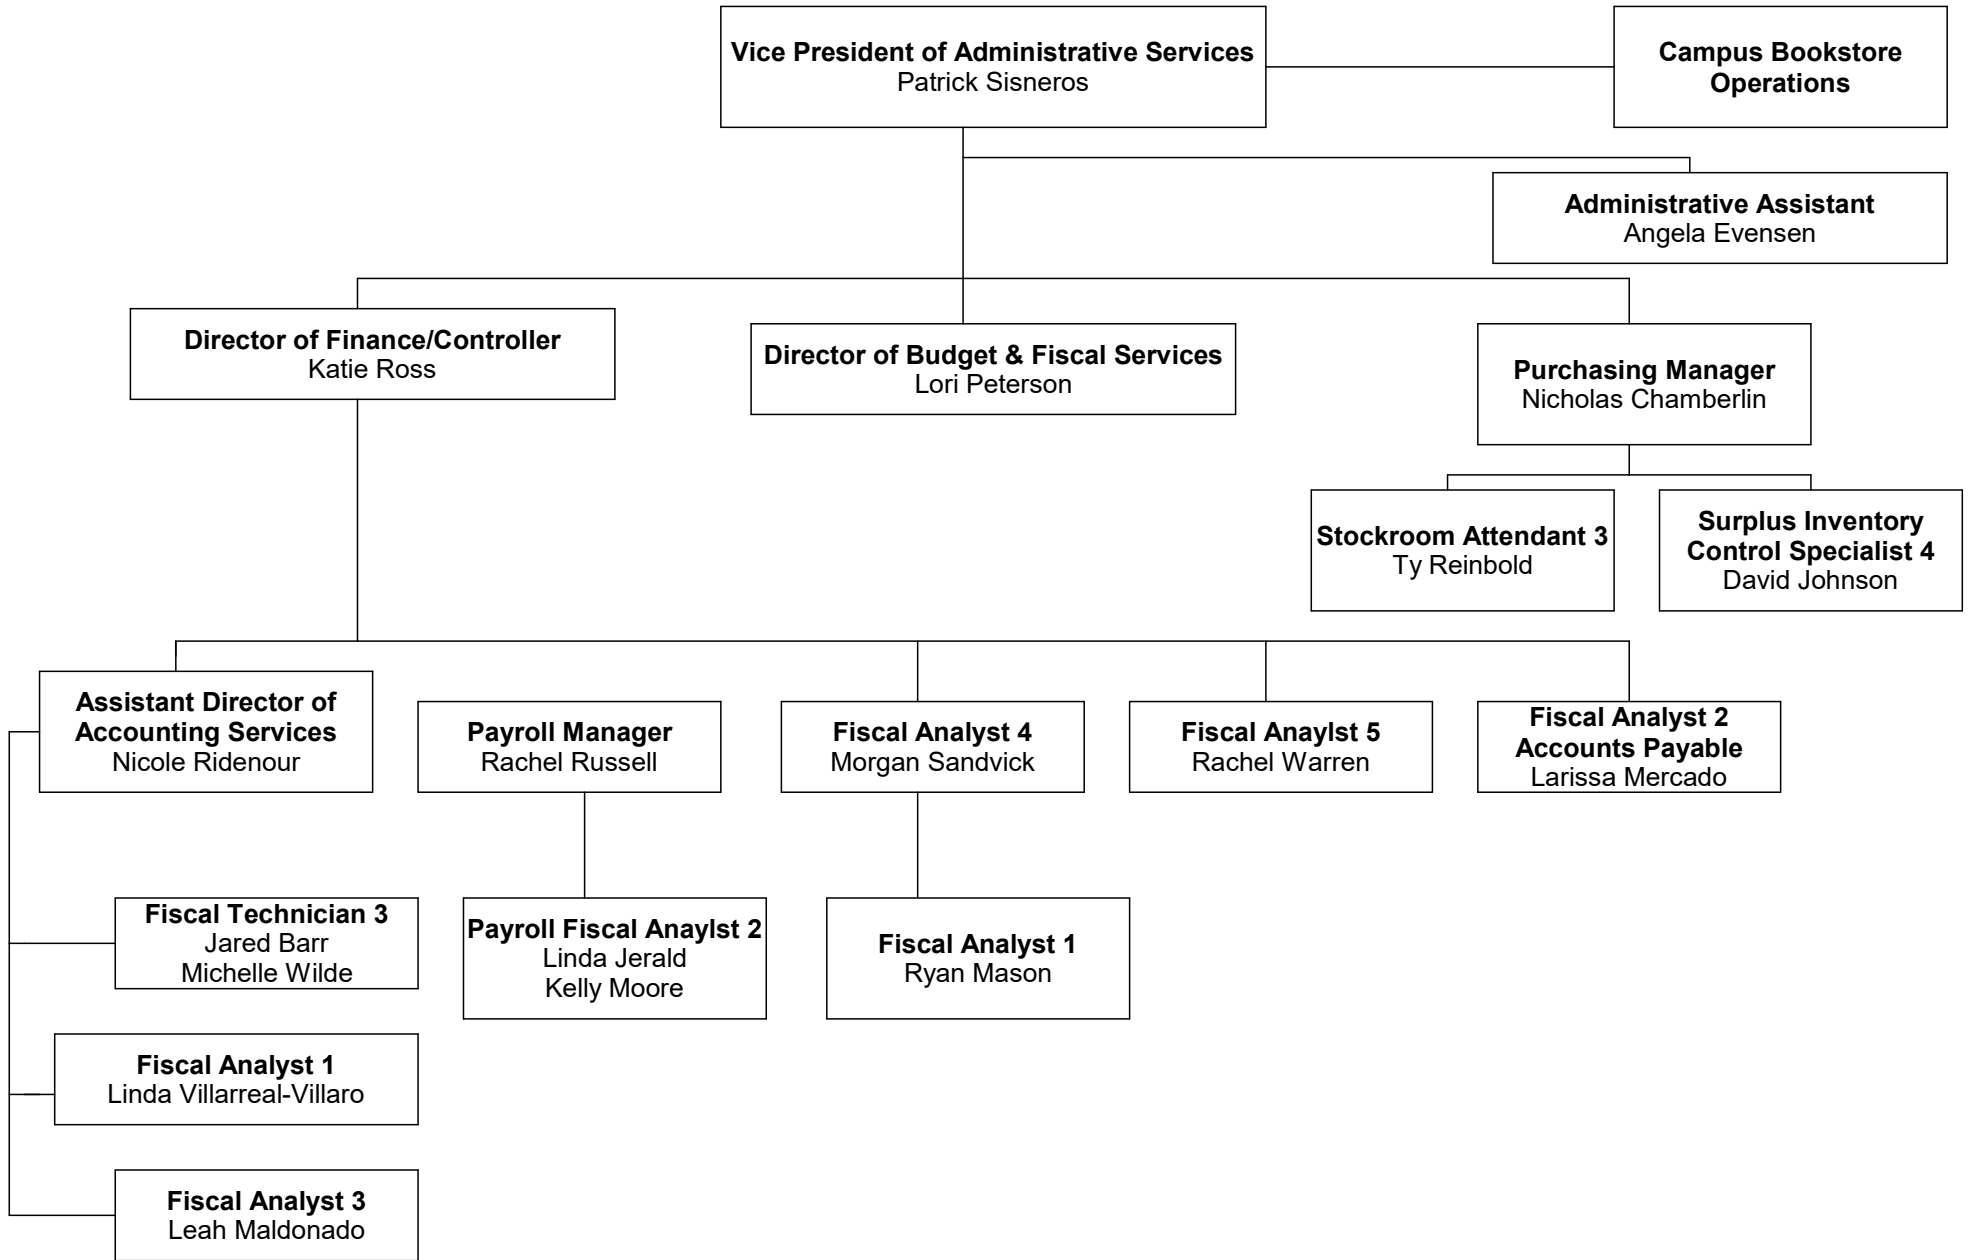 Vice President of Administrative Services
Patrick Sisneros
Campus Bookstore
Operations
Administrative Assistant
Angela Evensen
Director of Finance/Controller
Katie Ross
Director of Budget & Fiscal Services
Lori Peterson
Purchasing Manager
Nicholas Chamberlin
Stockroom Attendant 3
Ty Reinbold
Surplus Inventory
Control Specialist 4
David Johnson
Assistant Director of
Accounting Services
Nicole Ridenour
Payroll Manager
Rachel Russell
Fiscal Analyst 4
Morgan Sandvick
Fiscal Anaylst 5
Rachel Warren
Fiscal Analyst 2
Accounts Payable
Larissa Mercado
Fiscal Technician 3
Jared Barr
Michelle Wilde
Payroll Fiscal Anaylst 2
Linda Jerald
Kelly Moore
Fiscal Analyst 1
Ryan Mason
Fiscal Analyst 1
Linda Villarreal-Villaro
Fiscal Analyst 3
Leah Maldonado